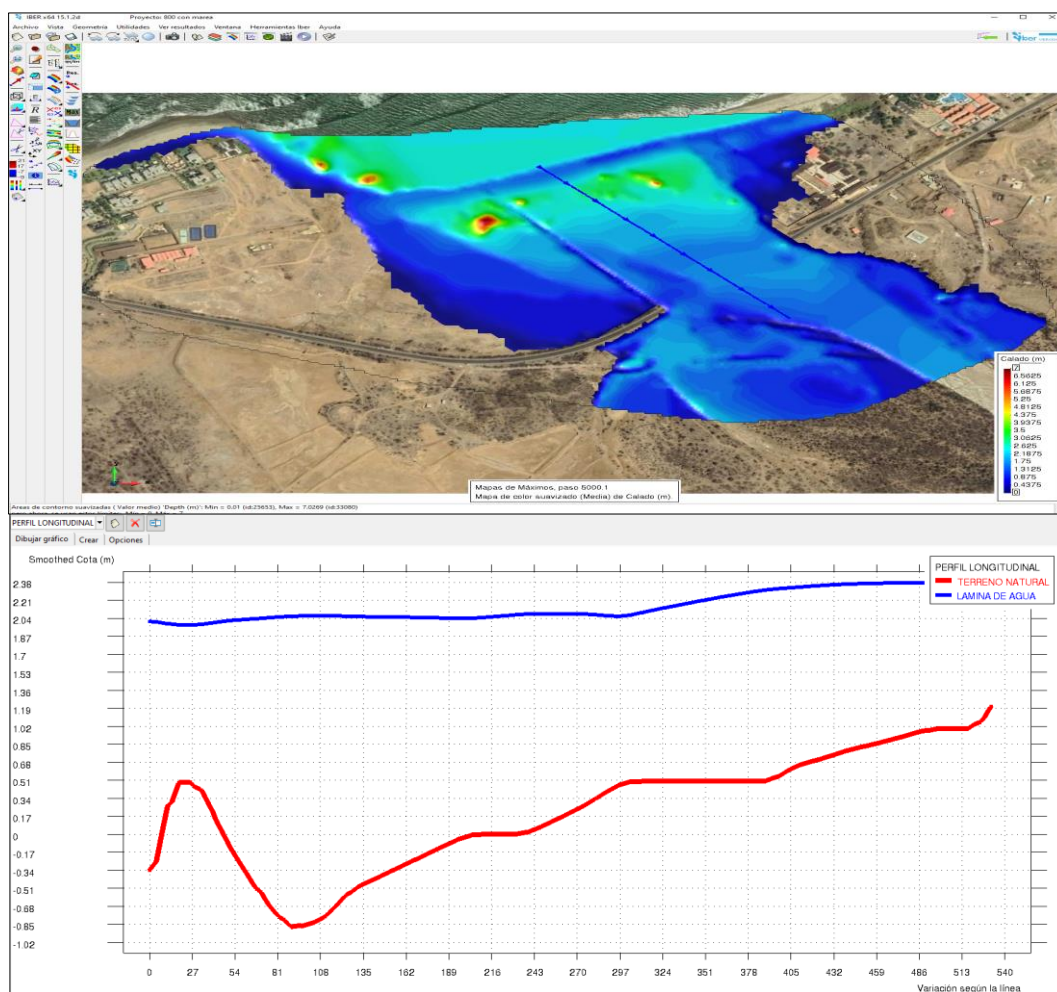 IBER x64 15.1.2d Proyecto: 800 con marea
Archivo Vista Geometría Utilidades Ver resultados Ventana Herramientas Iber Ayuda
Iber
Calado (m)
7
6.5625
6.125
5.6875
5.25
4.8125
4.375
3.9375
3.5
3.0625
2.625
2.1875
1.75
1.3125
0.875
0.4375
0
Mapas de Máximos, paso 5000.1
Mapa de color suavizado (Media) de Calado (m).
Areas de contorno suavizadas ( Valor medio) 'Depth (m)': Min = 0.01 (id:25653), Max = 7.0269 (id:33080)
PERFIL LONGITUDINAL
Dibujar gráfico Crear Opciones
Smoothed Cota (m)
PERFIL LONGITUDINAL
TERRENO NATURAL
LAMINA DE AGUA
2.38
2.21
2.04
1.87
1.7
1.53
1.36
1.19
1.02
0.85
0.68
0.51
0.34
0.17
0
-0.17
-0.34
-0.51
-0.68
-0.85
-1.02
0 27 54 81 108 135 162 189 216 243 270 297 324 351 378 405 432 459 486 513 540
Variación según la línea